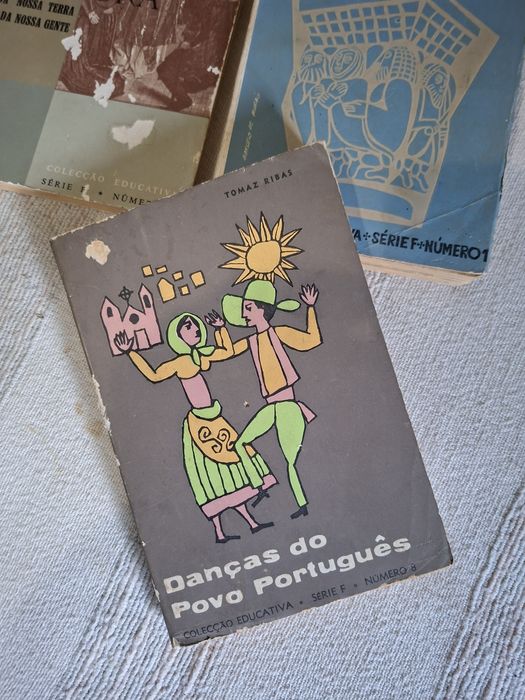 NOSSA TERRA
DA NOSSA GENTE
COLECÇÃO EDUCATIVA
SÉRIE F • NÚMERO
SÉRIE F • NÚMERO 1
TOMAZ RIBAS
Danças do
Povo Português
COLECÇÃO EDUCATIVA • SÉRIE F • NÚMERO 8